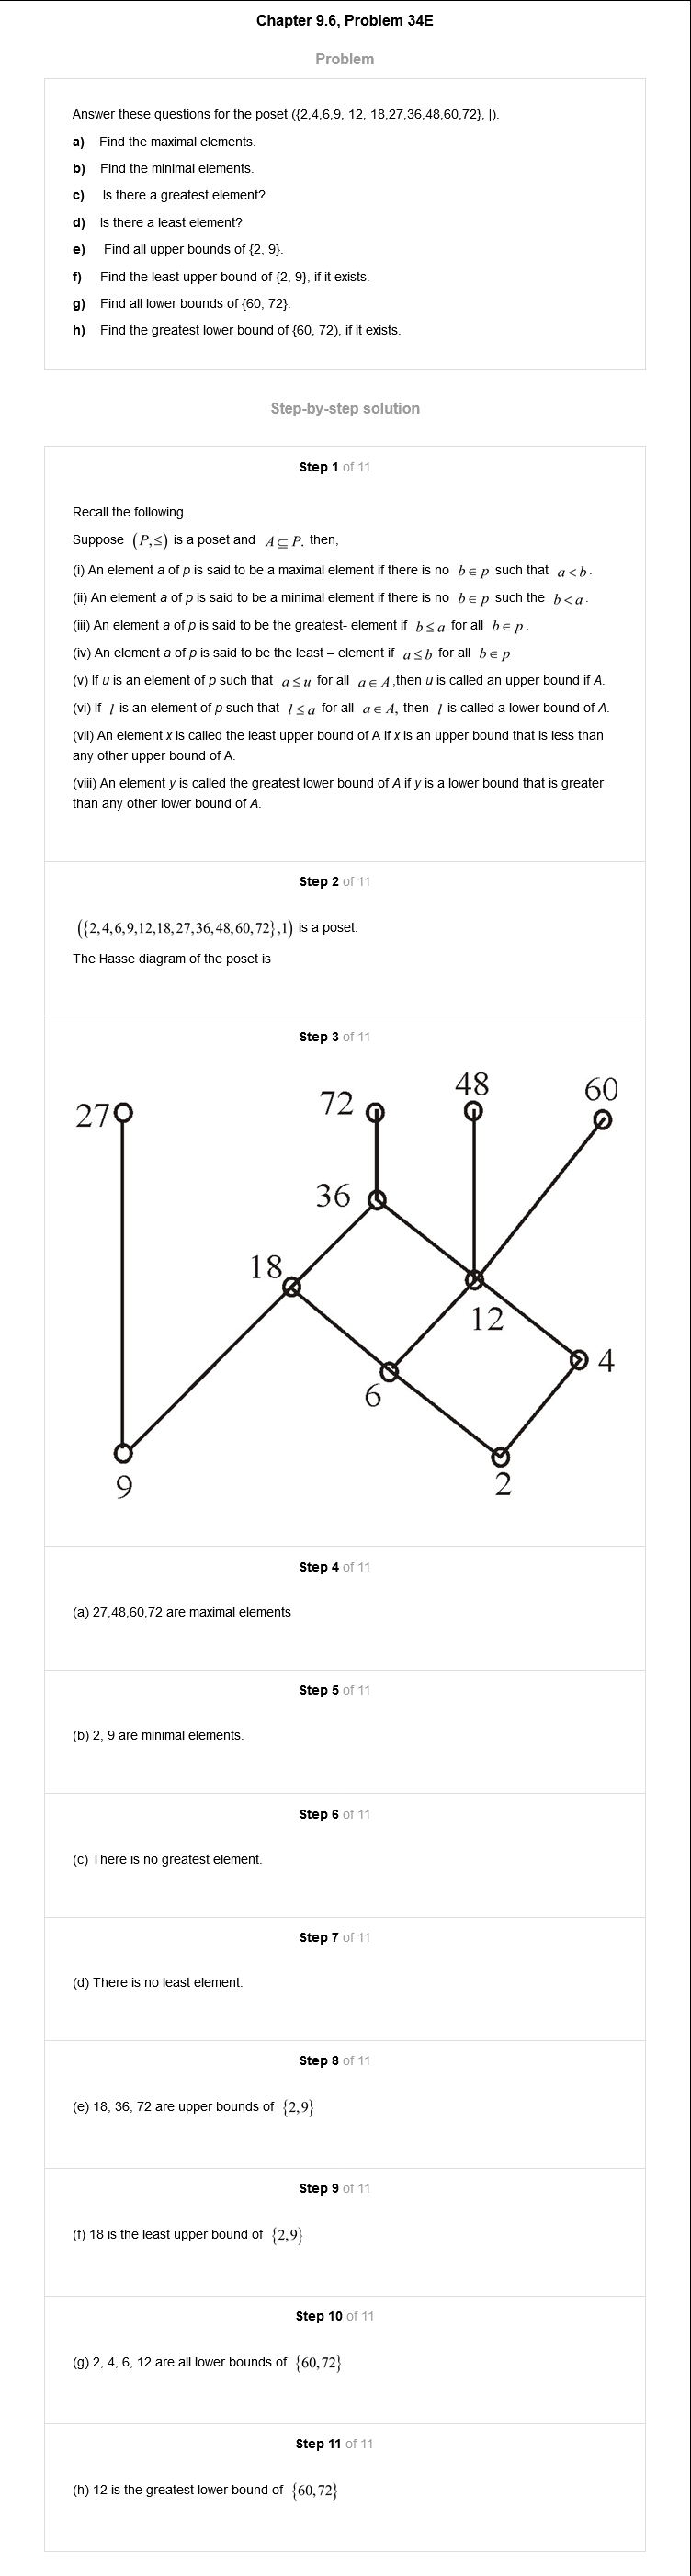 Chapter 9.6, Problem 34E
Problem
Answer these questions for the poset ({2,4,6,9, 12, 18,27,36,48,60,72}, |).
a) Find the maximal elements.
b) Find the minimal elements.
c) Is there a greatest element?
d) Is there a least element?
e) Find all upper bounds of {2, 9}.
f) Find the least upper bound of {2, 9}, if it exists.
g) Find all lower bounds of {60, 72}.
h) Find the greatest lower bound of {60, 72), if it exists.
Step-by-step solution
Step 1 of 11
Recall the following.
Suppose (P,≤) is a poset and A⊆P. then,
(i) An element a of p is said to be a maximal element if there is no b∈p such that a<b.
(ii) An element a of p is said to be a minimal element if there is no b∈p such the b<a.
(iii) An element a of p is said to be the greatest- element if b≤a for all b∈p.
(iv) An element a of p is said to be the least – element if a≤b for all b∈p
(v) If u is an element of p such that a≤u for all a∈A,then u is called an upper bound if A.
(vi) If l is an element of p such that l≤a for all a∈A, then l is called a lower bound of A.
(vii) An element x is called the least upper bound of A if x is an upper bound that is less than
any other upper bound of A.
(viii) An element y is called the greatest lower bound of A if y is a lower bound that is greater
than any other lower bound of A.
Step 2 of 11
({2,4,6,9,12,18,27,36,48,60,72},1) is a poset.
The Hasse diagram of the poset is
Step 3 of 11
27
72
48
60
36
18
12
4
6
9
2
Step 4 of 11
(a) 27,48,60,72 are maximal elements
Step 5 of 11
(b) 2, 9 are minimal elements.
Step 6 of 11
(c) There is no greatest element.
Step 7 of 11
(d) There is no least element.
Step 8 of 11
(e) 18, 36, 72 are upper bounds of {2,9}
Step 9 of 11
(f) 18 is the least upper bound of {2,9}
Step 10 of 11
(g) 2, 4, 6, 12 are all lower bounds of {60,72}
Step 11 of 11
(h) 12 is the greatest lower bound of {60,72}